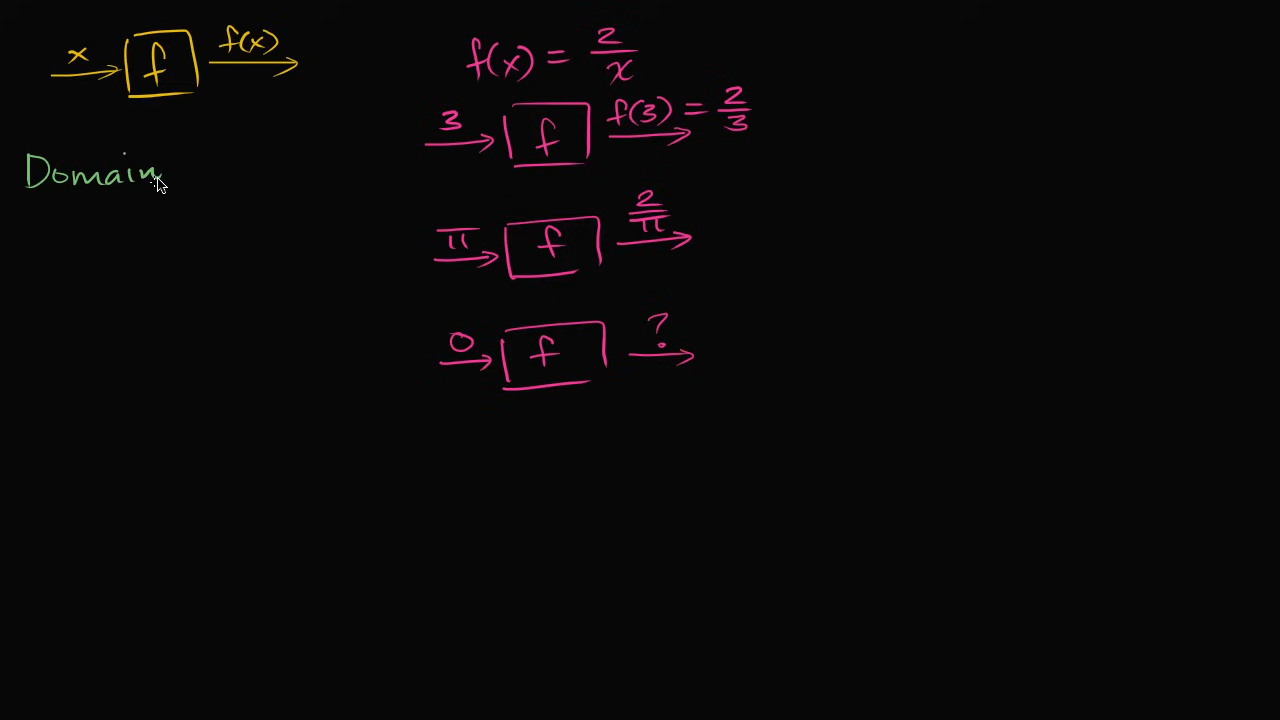 x f f(x)
Domain
f(x) = 2/x
3 f f(3) = 2/3
π f 2/π
0 f ?